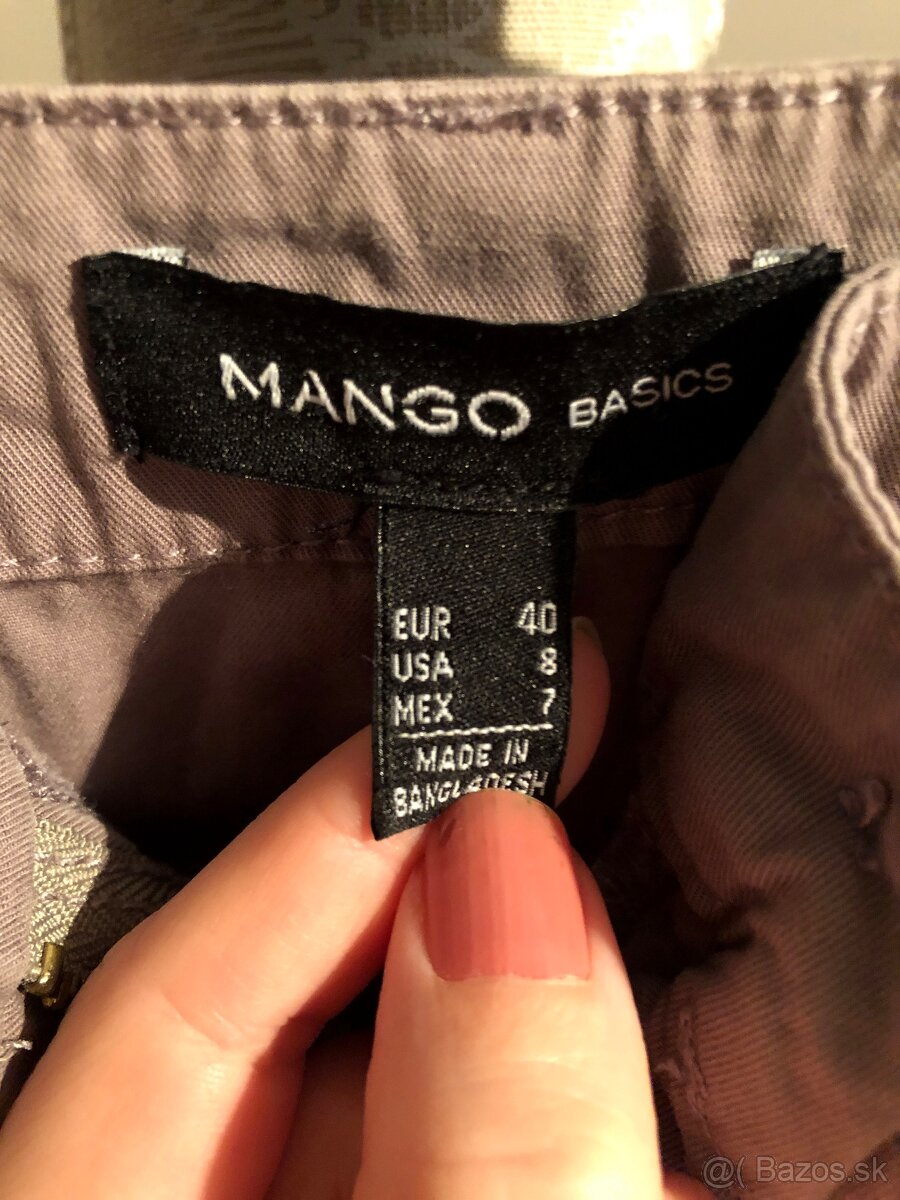 MANGO BASICS
EUR 40
USA 8
MEX 7
MADE IN
BANGLADESH
@( Bazos.sk